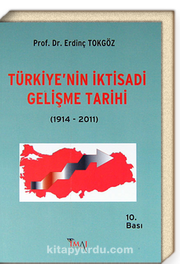 Prof. Dr. Erdinç TOKGÖZ
TÜRKİYE'NİN İKTİSADİ
GELİŞME TARİHİ
(1914 - 2011)
10.
Bası
İMAJ
kitapyurdu.com